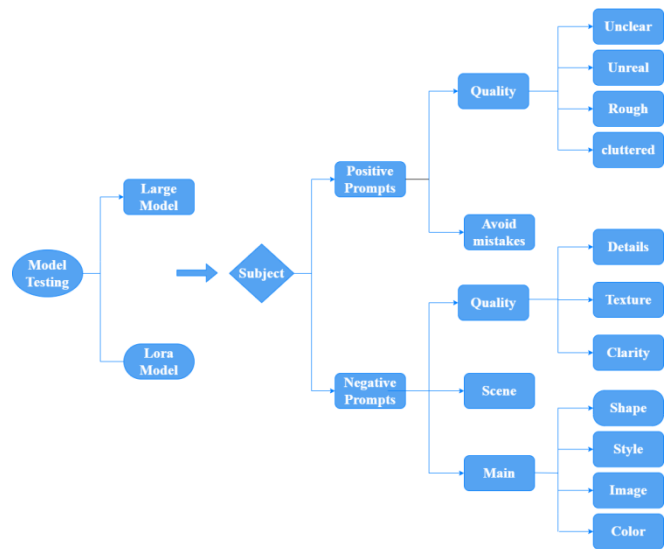 Model
Testing
Large
Model
Lora
Model
Subject
Positive
Prompts
Quality
Unclear
Unreal
Rough
cluttered
Avoid
mistakes
Negative
Prompts
Quality
Details
Texture
Clarity
Scene
Main
Shape
Style
Image
Color